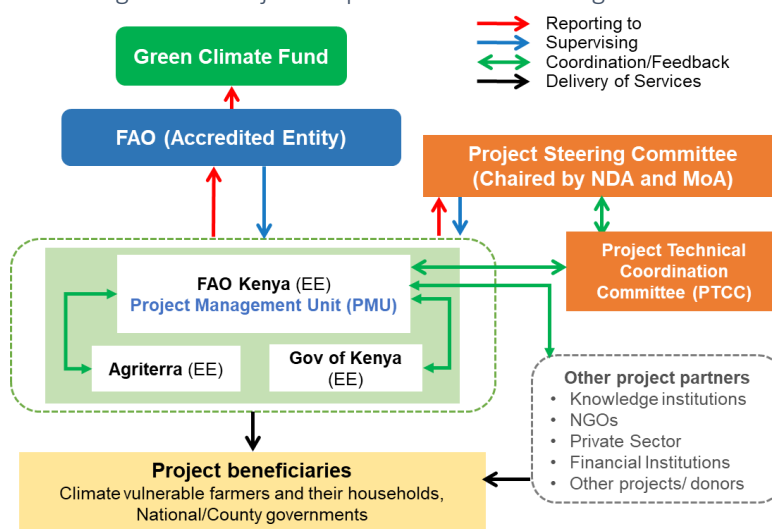 Reporting to
Supervising
Coordination/Feedback
Delivery of Services
Green Climate Fund
FAO (Accredited Entity)
Project Steering Committee
(Chaired by NDA and MoA)
Project Technical
Coordination
Committee (PTCC)
FAO Kenya (EE)
Project Management Unit (PMU)
Agriterra (EE)
Gov of Kenya
(EE)
Other project partners
• Knowledge institutions
• NGOs
• Private Sector
• Financial Institutions
• Other projects/ donors
Project beneficiaries
Climate vulnerable farmers and their households,
National/County governments